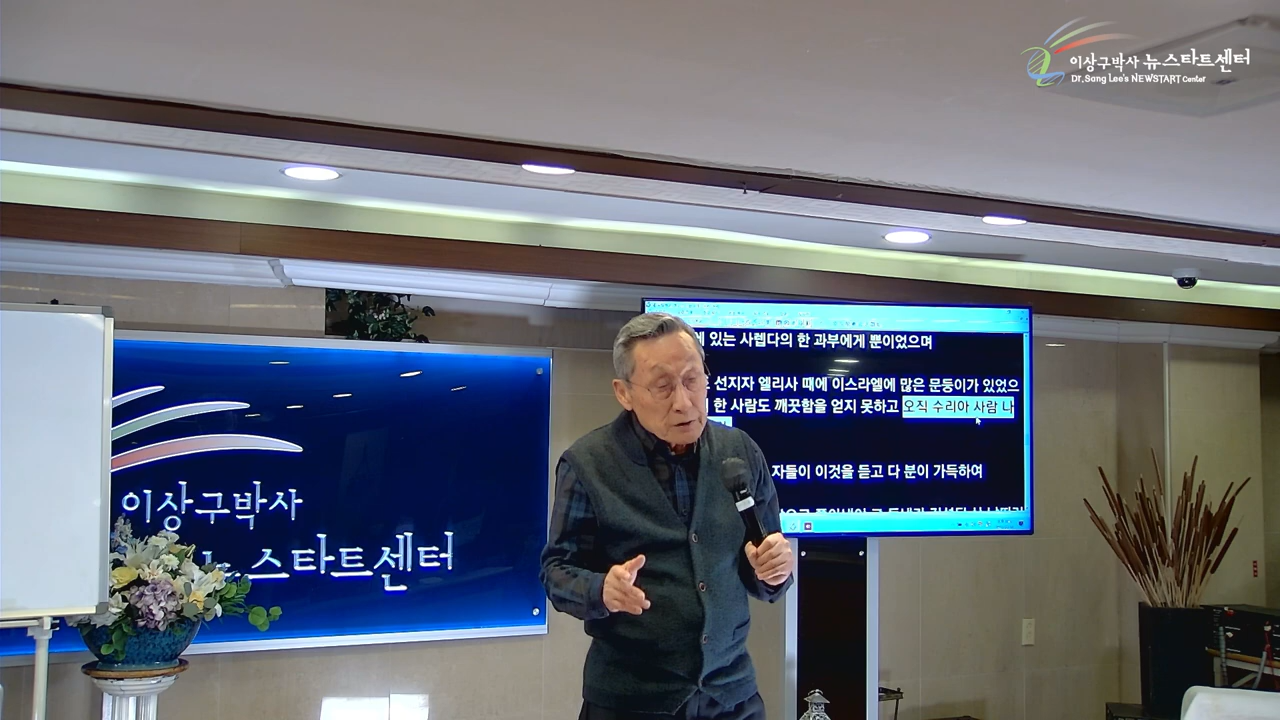 이상구박사 뉴스타트센터
Dr. Sang Lee's NEWSTART Center
있는 사렙다의 한 과부에게 뿐이었으며
선지자 엘리사 때에 이스라엘에 많은 문둥이가 있었으
한 사람도 깨끗함을 얻지 못하고 오직 수리아 사람 나
자들이 이것을 듣고 다 분이 가득하여
이상구박사
뉴스타트센터